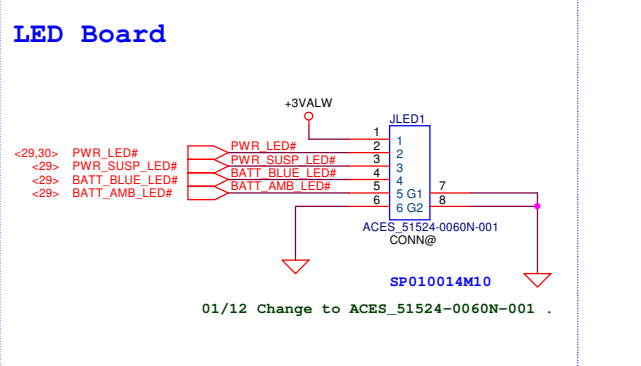 LED Board
+3VALW
JLED1
1 1
<29,30> PWR_LED# PWR_LED# 2 2
<29> PWR_SUSP_LED# PWR_SUSP_LED# 3 3
<29> BATT_BLUE_LED# BATT_BLUE_LED# 4 4
<29> BATT_AMB_LED# BATT_AMB_LED# 5 5 G1 7
6 6 G2 8
ACES_51524-0060N-001
CONN@
SP010014M10
01/12 Change to ACES_51524-0060N-001 .